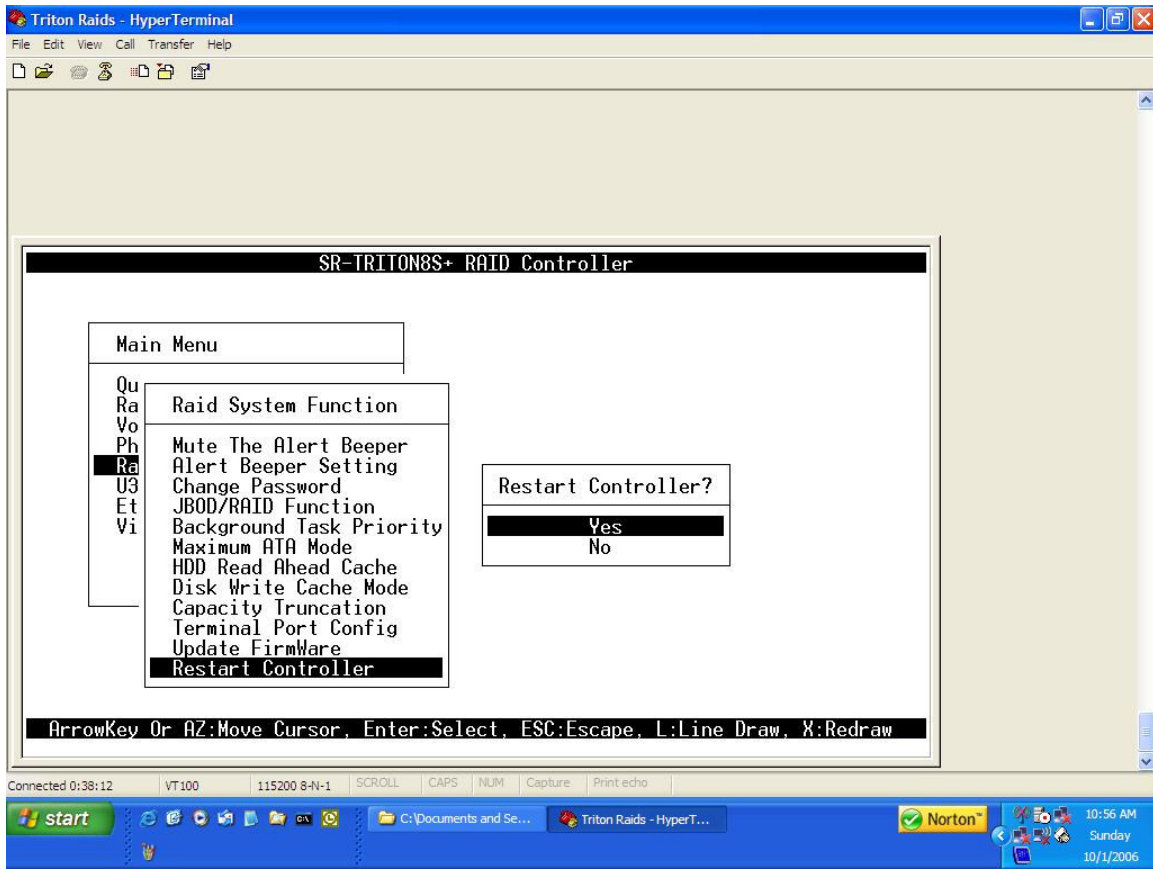 Triton Raids - HyperTerminal
File Edit View Call Transfer Help
SR-TRITON8S+ RAID Controller
Main Menu
Qu
Ra
Vo
Ph
Ra
U3
Et
Vi
Raid System Function
Mute The Alert Beeper
Alert Beeper Setting
Change Password
JBOD/RAID Function
Background Task Priority
Maximum ATA Mode
HDD Read Ahead Cache
Disk Write Cache Mode
Capacity Truncation
Terminal Port Config
Update FirmWare
Restart Controller
Restart Controller?
Yes
No
ArrowKey Or AZ:Move Cursor, Enter:Select, ESC:Escape, L:Line Draw, X:Redraw
Connected 0:38:12 VT100 115200 8-N-1 SCROLL CAPS NUM Capture Print echo
start C:\Documents and Se... Triton Raids - HyperT... Norton™ 10:56 AM
Sunday
10/1/2006